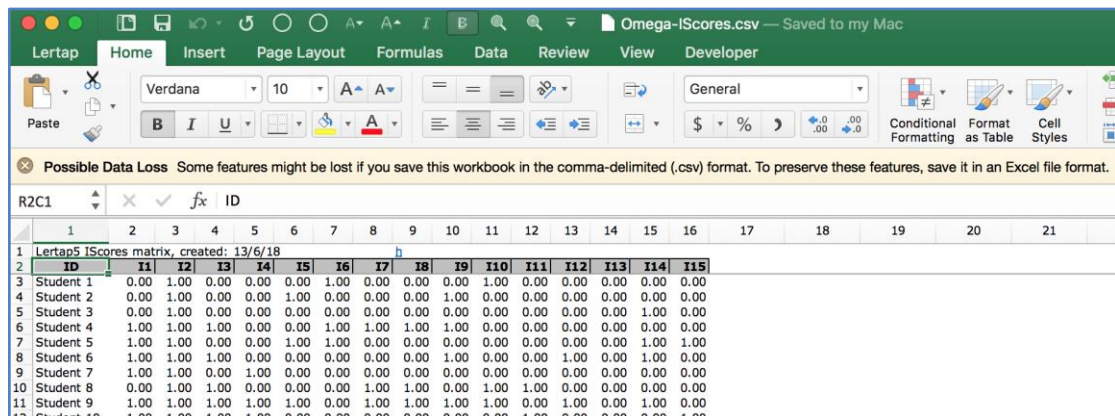 Omega-IScores.csv — Saved to my Mac
Lertap Home Insert Page Layout Formulas Data Review View Developer
Paste
Verdana 10 A A
B I U A
General
$ % ) .0 .00 .00 .0
Conditional Formatting
Format as Table
Cell Styles
Possible Data Loss Some features might be lost if you save this workbook in the comma-delimited (.csv) format. To preserve these features, save it in an Excel file format.
R2C1 fx ID
1 2 3 4 5 6 7 8 9 10 11 12 13 14 15 16 17 18 19 20 21
1 Lertap5 IScores matrix, created: 13/6/18 h
2 ID I1 I2 I3 I4 I5 I6 I7 I8 I9 I10 I11 I12 I13 I14 I15
3 Student 1 0.00 1.00 0.00 0.00 0.00 1.00 0.00 0.00 0.00 1.00 0.00 0.00 0.00 0.00 0.00
4 Student 2 0.00 1.00 0.00 0.00 1.00 0.00 0.00 0.00 1.00 0.00 0.00 0.00 0.00 0.00 0.00
5 Student 3 0.00 1.00 0.00 0.00 0.00 0.00 0.00 0.00 0.00 0.00 0.00 0.00 0.00 1.00 0.00
6 Student 4 1.00 1.00 1.00 0.00 0.00 1.00 1.00 1.00 1.00 0.00 0.00 0.00 0.00 0.00 0.00
7 Student 5 1.00 1.00 0.00 0.00 1.00 1.00 0.00 0.00 0.00 0.00 0.00 0.00 0.00 1.00 1.00
8 Student 6 1.00 1.00 1.00 0.00 0.00 0.00 0.00 0.00 1.00 0.00 0.00 1.00 0.00 1.00 0.00
9 Student 7 1.00 1.00 0.00 1.00 0.00 0.00 0.00 0.00 0.00 0.00 0.00 0.00 0.00 0.00 0.00
10 Student 8 0.00 1.00 1.00 0.00 0.00 0.00 1.00 1.00 0.00 1.00 1.00 0.00 0.00 0.00 0.00
11 Student 9 1.00 1.00 1.00 1.00 1.00 0.00 1.00 1.00 1.00 1.00 0.00 1.00 0.00 1.00 0.00